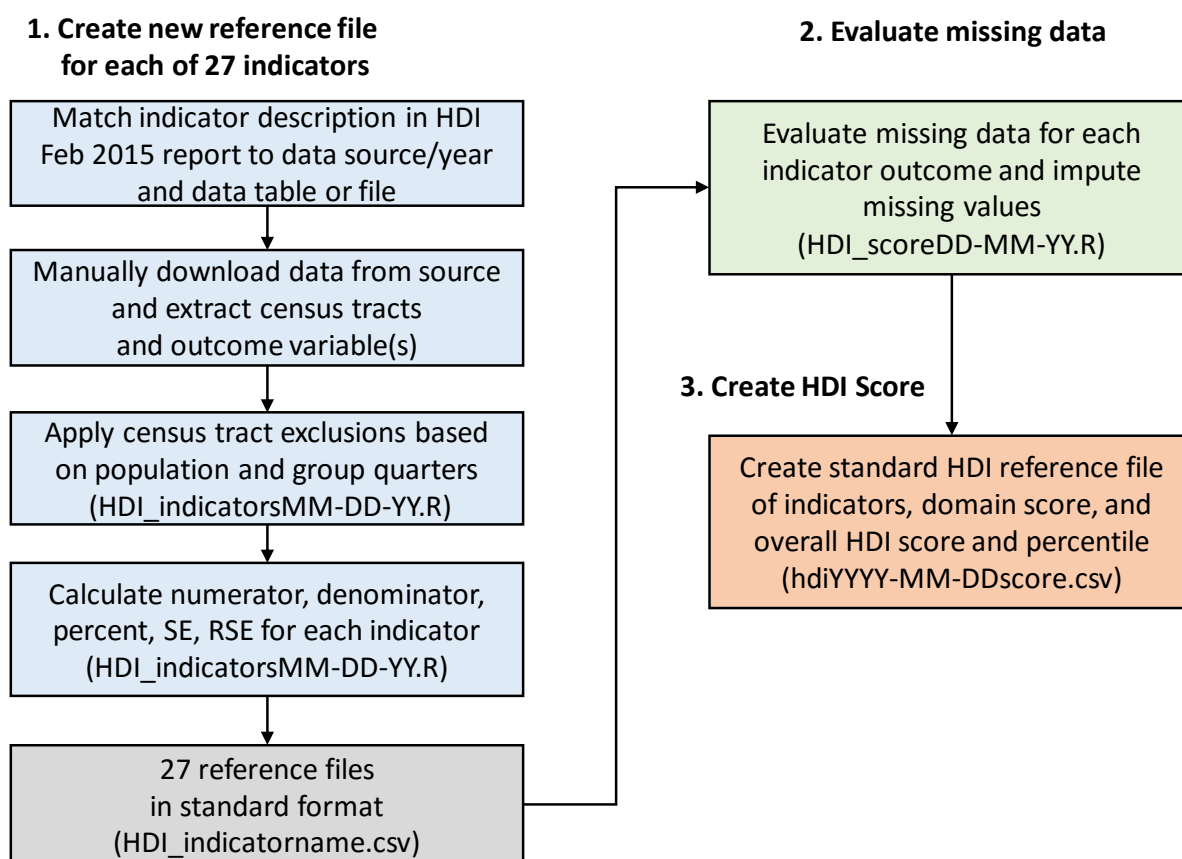 1. Create new reference file
for each of 27 indicators
Match indicator description in HDI
Feb 2015 report to data source/year
and data table or file
Manually download data from source
and extract census tracts
and outcome variable(s)
Apply census tract exclusions based
on population and group quarters
(HDI_indicatorsMM-DD-YY.R)
Calculate numerator, denominator,
percent, SE, RSE for each indicator
(HDI_indicatorsMM-DD-YY.R)
27 reference files
in standard format
(HDI_indicatorname.csv)
2. Evaluate missing data
Evaluate missing data for each
indicator outcome and impute
missing values
(HDI_scoreDD-MM-YY.R)
3. Create HDI Score
Create standard HDI reference file
of indicators, domain score, and
overall HDI score and percentile
(hdiYYYY-MM-DDscore.csv)